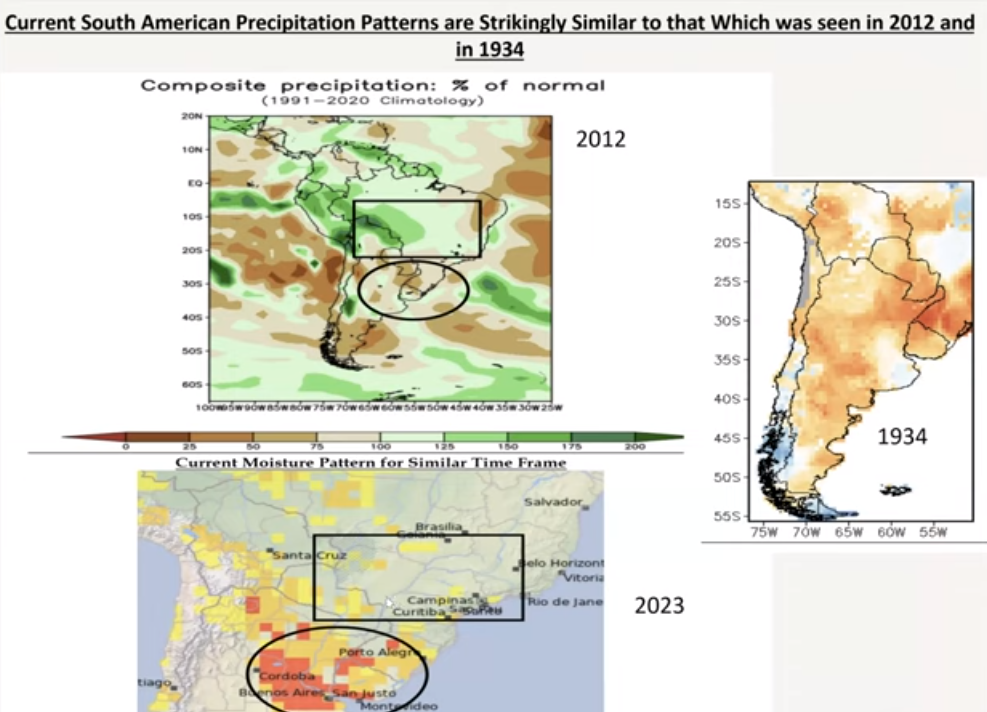 Current South American Precipitation Patterns are Strikingly Similar to that Which was seen in 2012 and
in 1934
Composite precipitation: % of normal
(1991–2020 Climatology)
2012
20N
10N
EQ
10S
20S
30S
40S
50S
60S
100W 95W 90W 85W 80W 75W 70W 65W 60W 55W 50W 45W 40W 35W 30W 25W
0 25 50 75 100 125 150 175 200
15S
20S
25S
30S
35S
40S
45S
50S
55S
1934
75W 70W 65W 60W 55W
Current Moisture Pattern for Similar Time Frame
Salvador
Brasilia
Goiania
Santa Cruz
Belo Horizont
Vitoria
Campinas
Rio de Jane
Curitiba
Santo
2023
Porto Alegre
Cordoba
tiago
Buenos Aires
San Justo
Montevideo